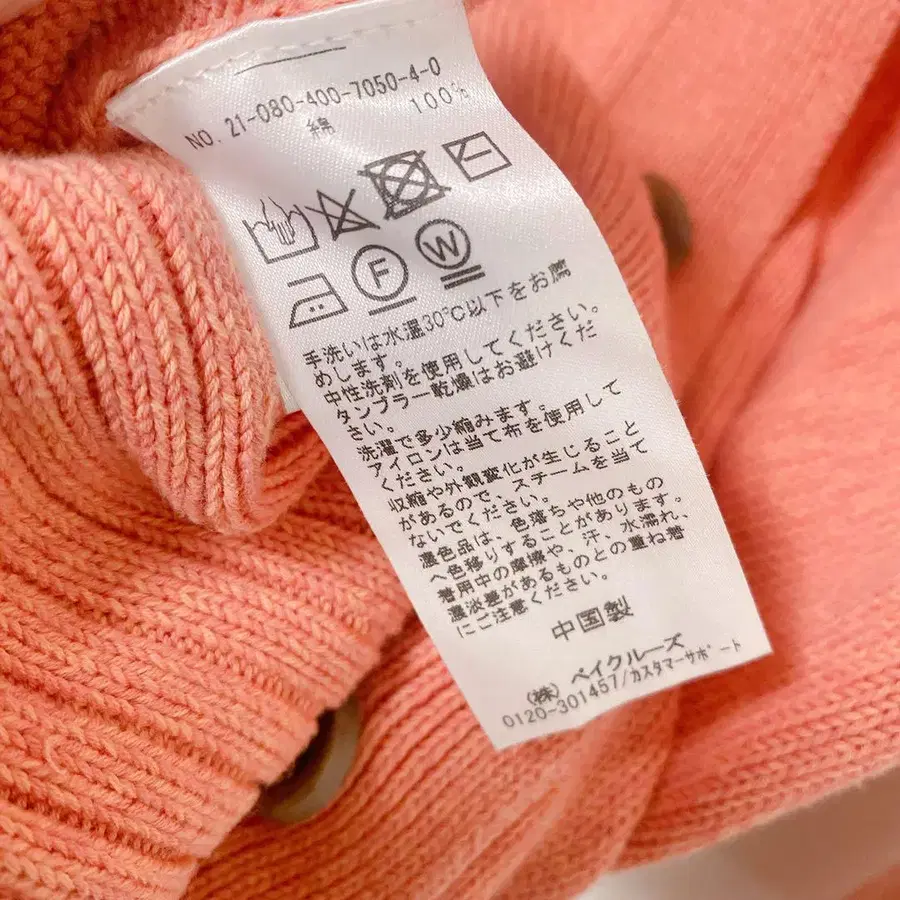 NO. 21-080-400-7050-4-0
綿 100%
F W
手洗いは水温30℃以下をお薦
めします。
中性洗剤を使用してください。
タンブラー乾燥はお避けくだ
さい。
洗濯で多少縮みます。
アイロンは当て布を使用して
ください。
収縮や外観変化が生じること
があるので、スチームを当て
ないでください。
濃色品は、色落ちや他のもの
へ色移りすることがあります。
着用中の摩擦や、汗、水濡れ、
濃淡差があるものとの重ね着
にご注意ください。
中国製
(株) ベイクルーズ
0120-301457/カスタマーサポート